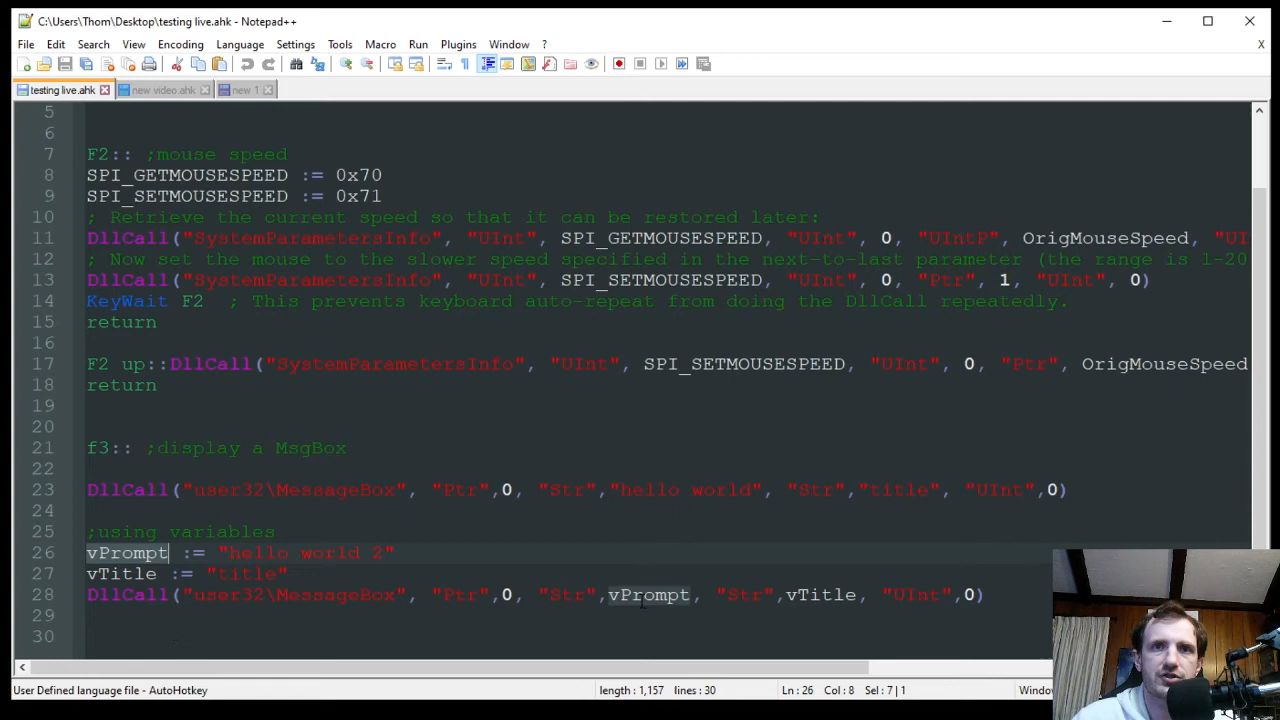 C:\Users\Thom\Desktop\testing live.ahk - Notepad++
File Edit Search View Encoding Language Settings Tools Macro Run Plugins Window ? X
testing live.ahk new video.ahk new 1
5
6
7 F2:: ;mouse speed
8 SPI_GETMOUSESPEED := 0x70
9 SPI_SETMOUSESPEED := 0x71
10 ; Retrieve the current speed so that it can be restored later:
11 DllCall("SystemParametersInfo", "UInt", SPI_GETMOUSESPEED, "UInt", 0, "UIntP", OrigMouseSpeed, "UI
12 ; Now set the mouse to the slower speed specified in the next-to-last parameter (the range is 1-20
13 DllCall("SystemParametersInfo", "UInt", SPI_SETMOUSESPEED, "UInt", 0, "Ptr", 1, "UInt", 0)
14 KeyWait F2 ; This prevents keyboard auto-repeat from doing the DllCall repeatedly.
15 return
16
17 F2 up::DllCall("SystemParametersInfo", "UInt", SPI_SETMOUSESPEED, "UInt", 0, "Ptr", OrigMouseSpeed
18 return
19
20
21 f3:: ;display a MsgBox
22
23 DllCall("user32\MessageBox", "Ptr",0, "Str","hello world", "Str","title", "UInt",0)
24
25 ;using variables
26 vPrompt := "hello world 2"
27 vTitle := "title"
28 DllCall("user32\MessageBox", "Ptr",0, "Str",vPrompt, "Str",vTitle, "UInt",0)
29
30
User Defined language file - AutoHotkey length : 1,157 lines : 30 Ln : 26 Col : 8 Sel : 7 | 1 Window